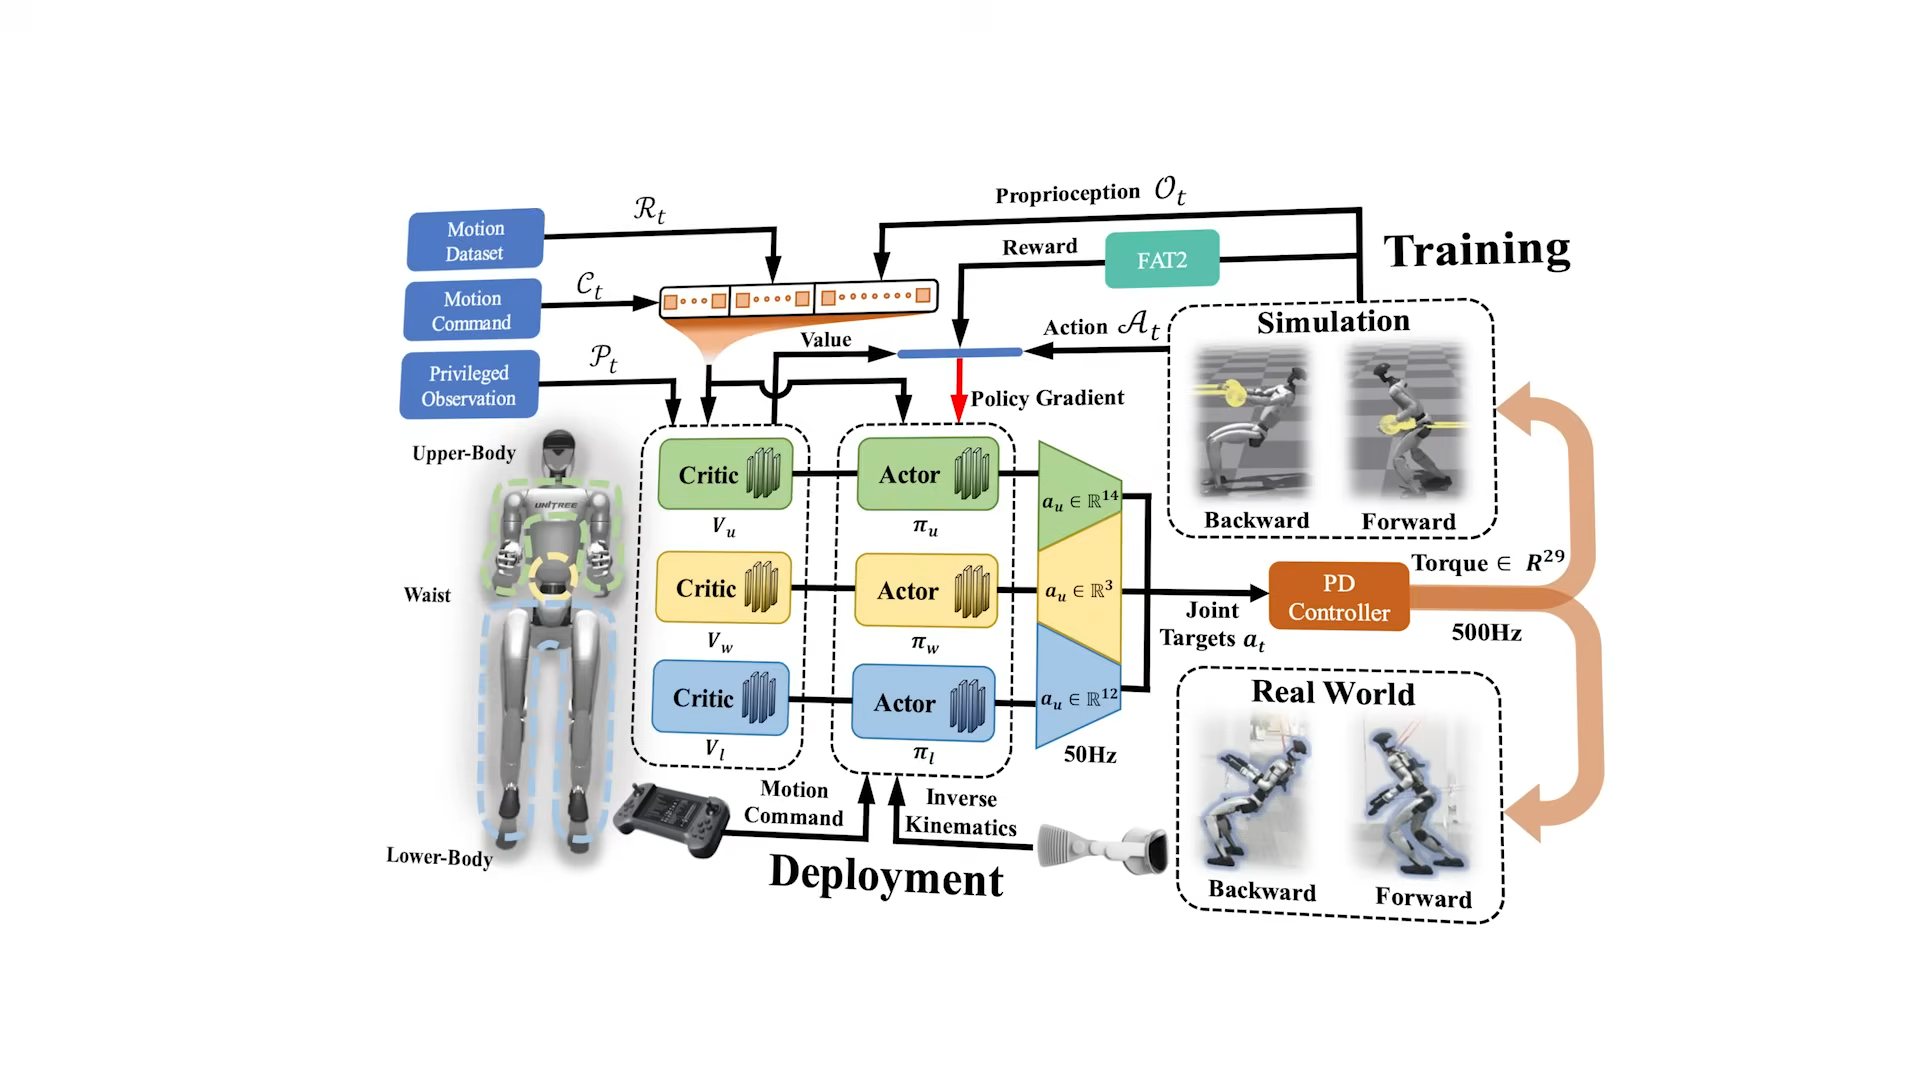 Proprioception 𝒪t
ℛt
Motion
Dataset
Reward
FAT2
Training
𝒞t
Motion
Command
Value
Action 𝒜t
Simulation
𝒫t
Privileged
Observation
Policy Gradient
Upper-Body
UNITREE
Critic
Actor
au ∈ ℝ14
Backward
Forward
Vu
πu
Waist
Critic
Actor
au ∈ ℝ3
Joint
Targets at
PD
Controller
Torque ∈ R29
500Hz
Vw
πw
Critic
Actor
au ∈ ℝ12
Real World
Vl
πl
50Hz
Motion
Command
Inverse
Kinematics
Lower-Body
Deployment
Backward
Forward